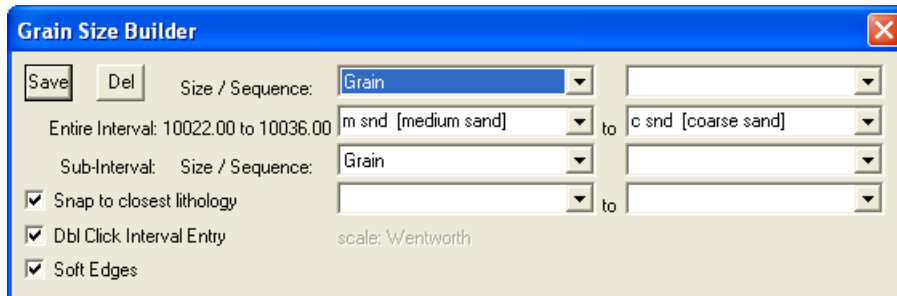 Grain Size Builder
Save Del Size / Sequence: Grain
Entire Interval: 10022.00 to 10036.00 m snd [medium sand] to c snd [coarse sand]
Sub-Interval: Size / Sequence: Grain
Snap to closest lithology to
Dbl Click Interval Entry scale: Wentworth
Soft Edges